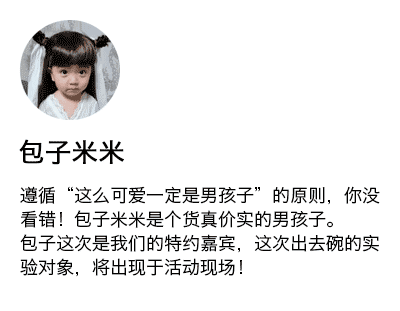 包子米米
遵循“这么可爱一定是男孩子”的原则，你没
看错！包子米米是个货真价实的男孩子。
包子这次是我们的特约嘉宾，这次出去碗的实
验对象，将出现于活动现场！